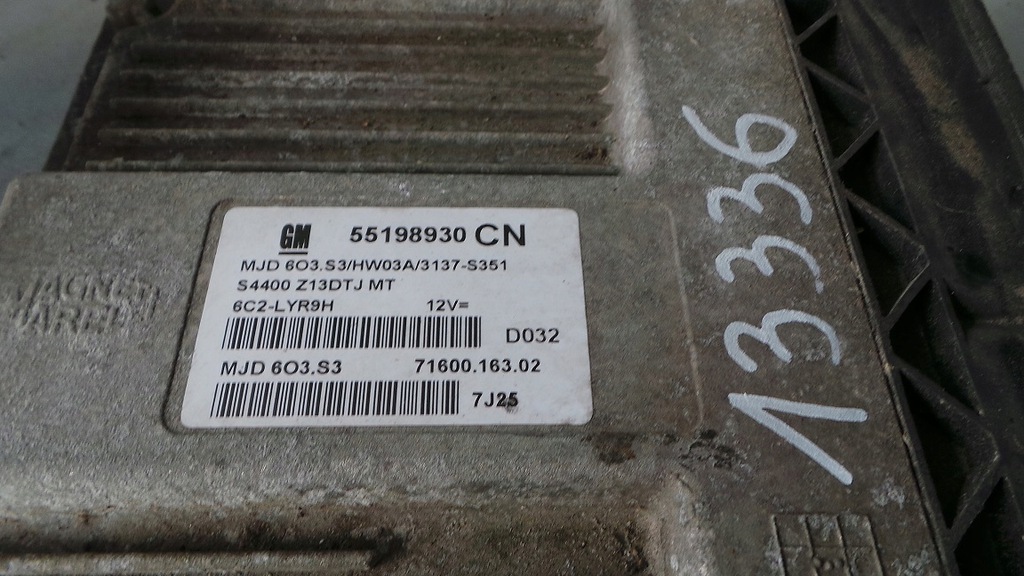 GM 55198930 CN
MJD 6O3.S3/HW03A/3137-S351
S4400 Z13DTJ MT
6C2-LYR9H 12V=
D032
MJD 6O3.S3 71600.163.02
7J25
13336